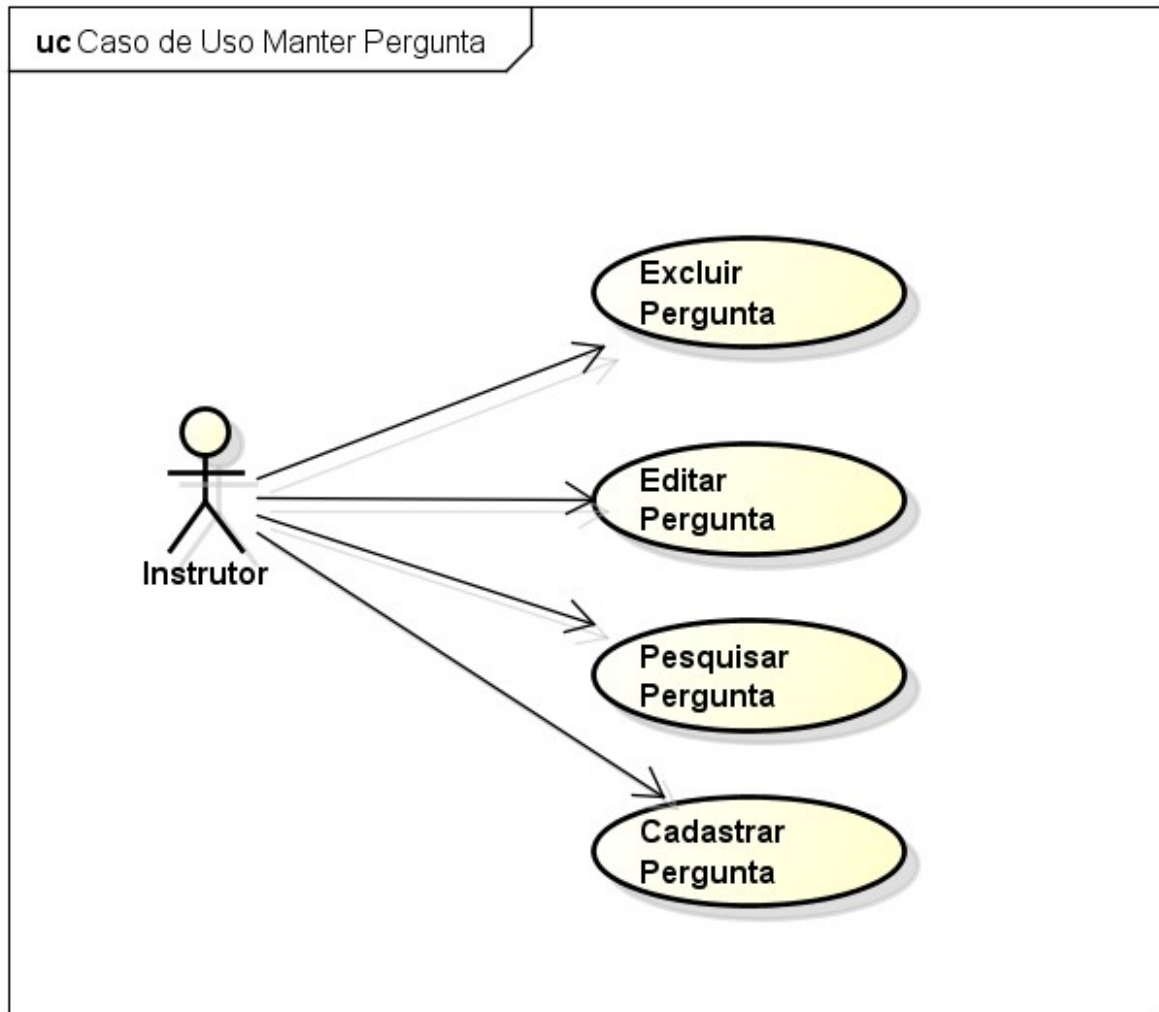 uc Caso de Uso Manter Pergunta
Excluir
Pergunta
Editar
Pergunta
Instrutor
Pesquisar
Pergunta
Cadastrar
Pergunta